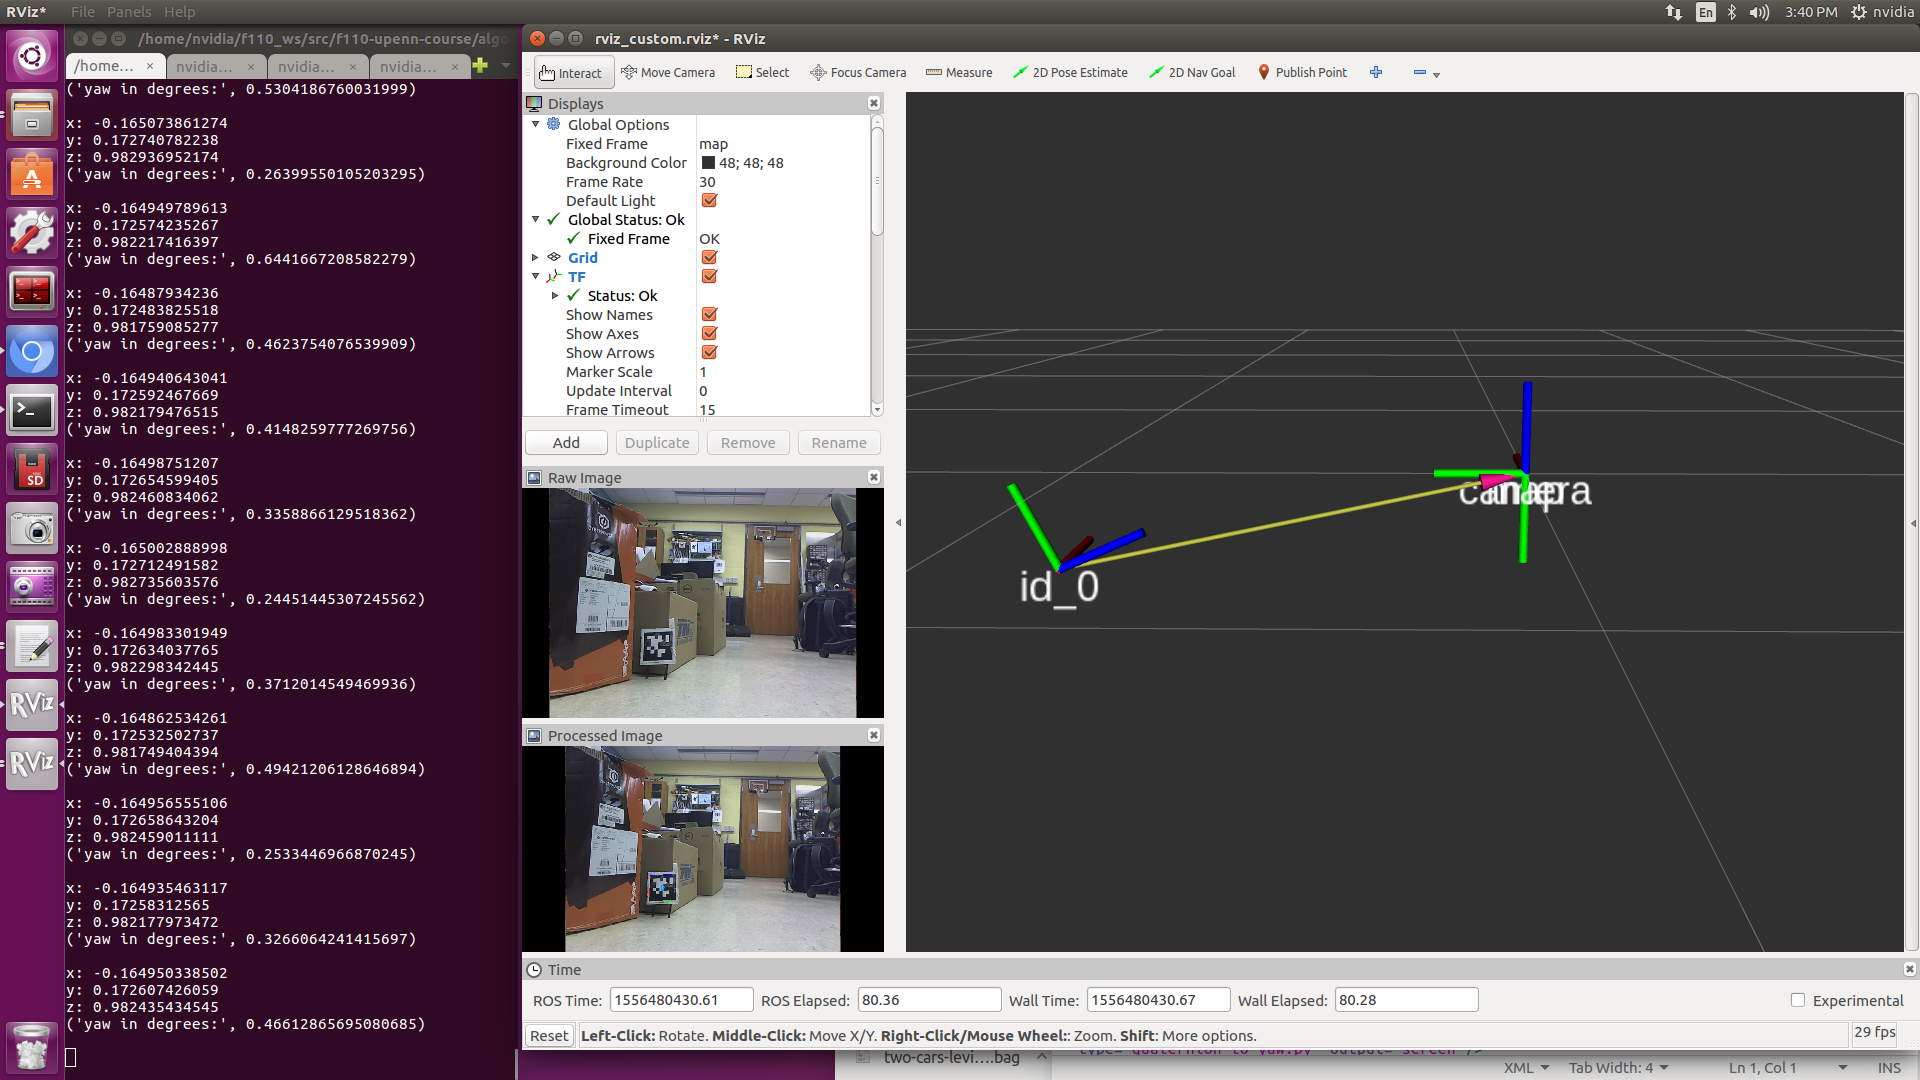 RViz* File Panels Help En 3:40 PM nvidia
/home/nvidia/f110_ws/src/f110-upenn-course/algo
/home... × nvidia... × nvidia... × nvidia... ×
('yaw in degrees:', 0.5304186760031999)
x: -0.165073861274
y: 0.172740782238
z: 0.982936952174
('yaw in degrees:', 0.26399550105203295)
x: -0.164949789613
y: 0.172574235267
z: 0.982217416397
('yaw in degrees:', 0.6441667208582279)
x: -0.16487934236
y: 0.172483825518
z: 0.981759085277
('yaw in degrees:', 0.4623754076539909)
x: -0.164940643041
y: 0.172592467669
z: 0.982179476515
('yaw in degrees:', 0.4148259777269756)
x: -0.16498751207
y: 0.172654599405
z: 0.982460834062
('yaw in degrees:', 0.3358866129518362)
x: -0.165002888998
y: 0.172712491582
z: 0.982735603576
('yaw in degrees:', 0.24451445307245562)
x: -0.164983301949
y: 0.172634037765
z: 0.982298342445
('yaw in degrees:', 0.3712014549469936)
x: -0.164862534261
y: 0.172532502737
z: 0.981749404394
('yaw in degrees:', 0.49421206128646894)
x: -0.164956555106
y: 0.172658643204
z: 0.982459011111
('yaw in degrees:', 0.2533446966870245)
x: -0.164935463117
y: 0.17258312565
z: 0.982177973472
('yaw in degrees:', 0.3266064241415697)
x: -0.164950338502
y: 0.172607426059
z: 0.982435434545
('yaw in degrees:', 0.46612865695080685)
SD
RViz
RViz
rviz_custom.rviz* - RViz
Interact Move Camera Select Focus Camera Measure 2D Pose Estimate 2D Nav Goal Publish Point
Displays
Global Options
Fixed Frame map
Background Color 48; 48; 48
Frame Rate 30
Default Light
Global Status: Ok
Fixed Frame OK
Grid
TF
Status: Ok
Show Names
Show Axes
Show Arrows
Marker Scale 1
Update Interval 0
Frame Timeout 15
Add Duplicate Remove Rename
Raw Image
Processed Image
id_0
camera
map
Time
ROS Time: 1556480430.61 ROS Elapsed: 80.36 Wall Time: 1556480430.67 Wall Elapsed: 80.28 Experimental
Reset Left-Click: Rotate. Middle-Click: Move X/Y. Right-Click/Mouse Wheel:: Zoom. Shift: More options. 29 fps
two-cars-levi....bag
XML Tab Width: 4 Ln 1, Col 1 INS